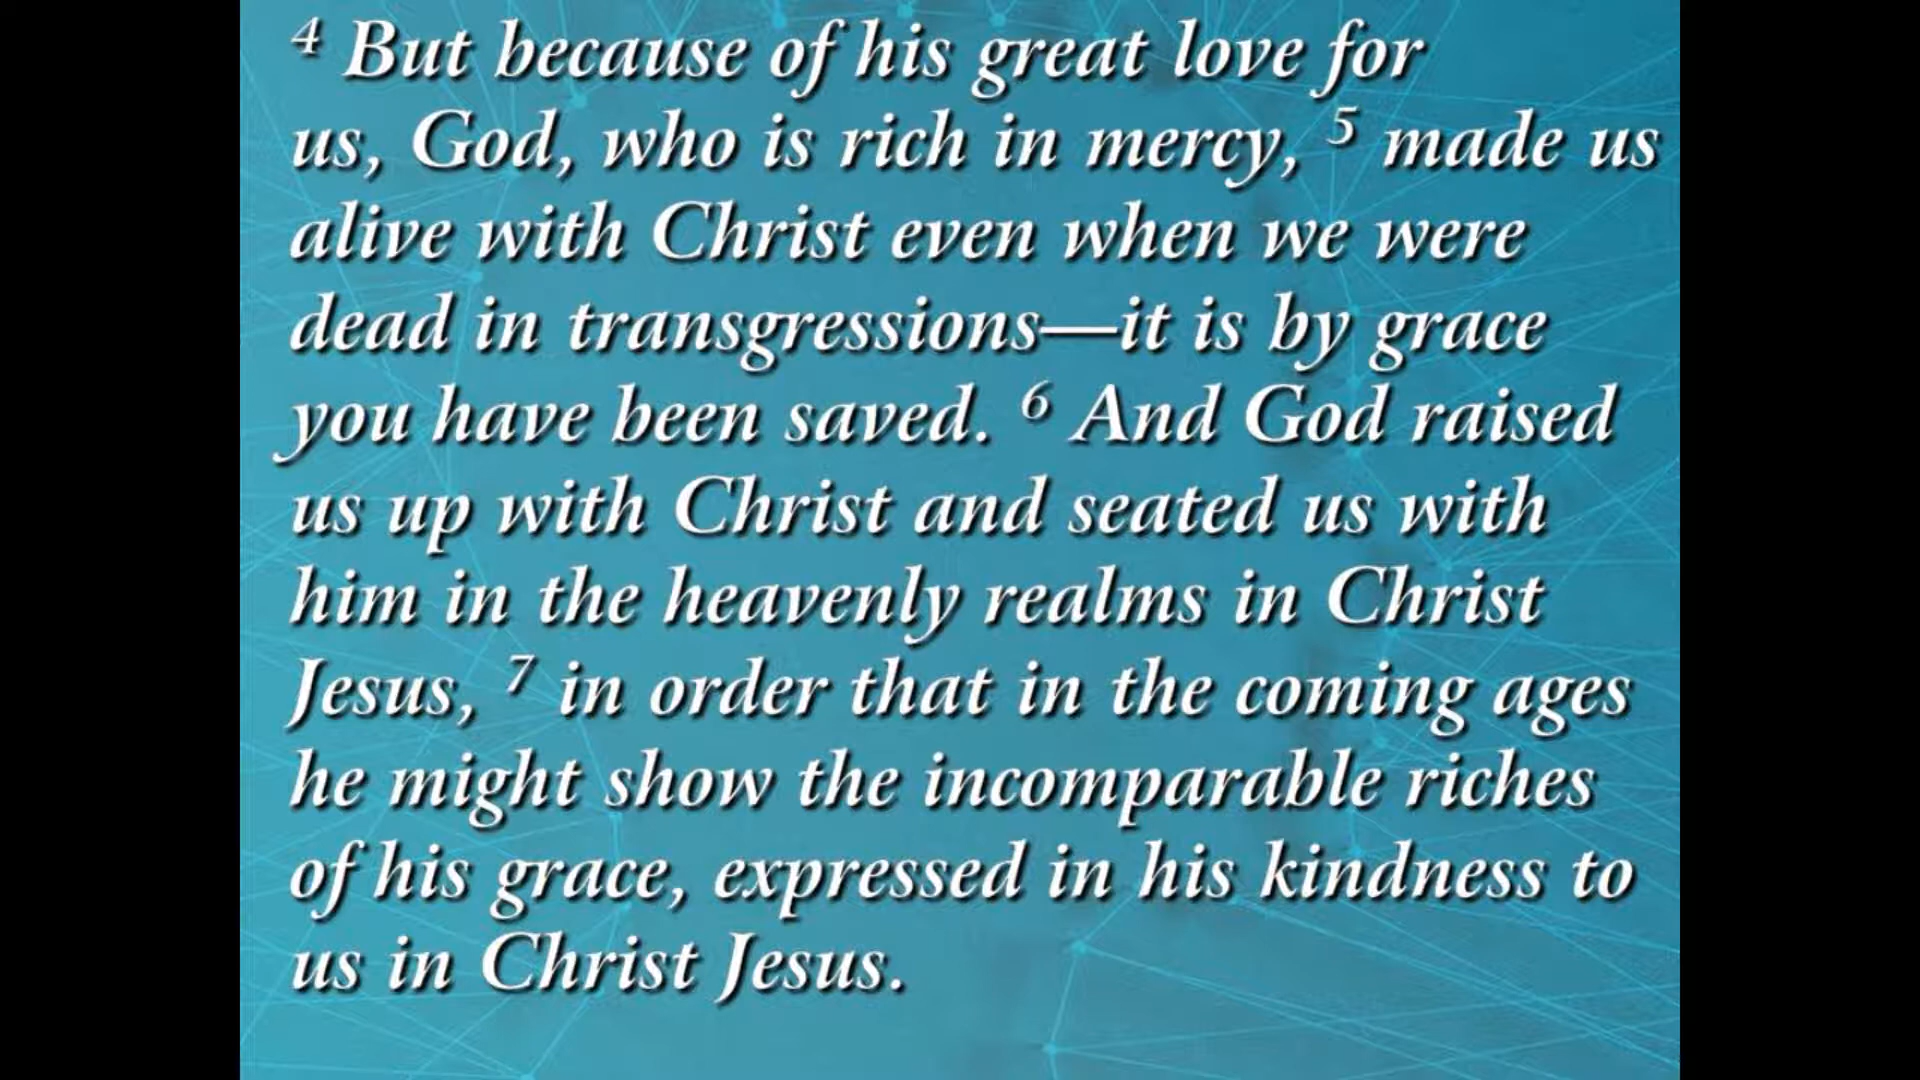 4 But because of his great love for
us, God, who is rich in mercy, 5 made us
alive with Christ even when we were
dead in transgressions—it is by grace
you have been saved. 6 And God raised
us up with Christ and seated us with
him in the heavenly realms in Christ
Jesus, 7 in order that in the coming ages
he might show the incomparable riches
of his grace, expressed in his kindness to
us in Christ Jesus.